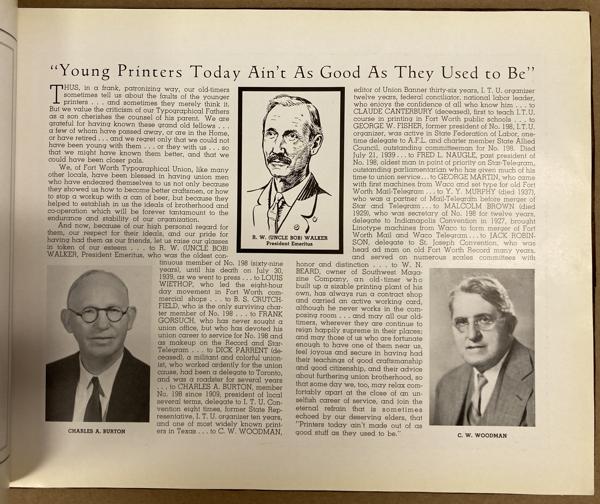 "Young Printers Today Ain't As Good As They Used to Be"
THUS, in a frank, patronizing way, our old-timers
sometimes tell us about the faults of the younger
printers . . . and sometimes they merely think it.
But we value the criticism of our Typographical Fathers
as a son cherishes the counsel of his parent. We are
grateful for having known these grand old fellows . . .
a few of whom have passed away, or are in the Home,
or have retired . . . and we regret only that we could not
have been young with them . . . or they with us . . . so
that we might have known them better, and that we
could have been closer pals.
We, of Fort Worth Typographical Union, like many
other locals, have been blessed in having union men
who have endeared themselves to us not only because
they showed us how to become better craftsmen, or how
to stop a workup with a can of beer, but because they
helped to establish in us the ideals of brotherhood and
co-operation which will be forever tantamount to the
endurance and stability of our organization.
And now, because of our high personal regard for
them, our respect for their ideals, and our pride for
having had them as our friends, let us raise our glasses
in token of our esteem . . . to R. W. (UNCLE BOB)
WALKER, President Emeritus, who was the oldest con-
tinuous member of No. 198 (sixty-nine
years), until his death on July 30,
1939, as we went to press . . . to LOUIS
WIETHOP, who led the eight-hour
day movement in Fort Worth com-
mercial shops . . . to B. S. CRUTCH-
FIELD, who is the only surviving char-
ter member of No. 198 . . . to FRANK
GORSUCH, who has never sought a
union office, but who has devoted his
union career to service for No. 198 and
as makeup on the Record and Star-
Telegram . . . to DICK PARRENT (de-
ceased), a militant and colorful union-
ist, who worked ardently for the union
cause, had been a delegate to Toronto,
and was a roadster for several years
. . . to CHARLES A. BURTON, member
of No. 198 since 1909, president of local
several terms, delegate to I. T. U. Con-
vention eight times, former State Rep-
resentative, I. T. U. organizer ten years,
and one of most widely known print-
ers in Texas . . . to C. W. WOODMAN,
R. W. (UNCLE BOB) WALKER
President Emeritus
editor of Union Banner thirty-six years, I. T. U. organizer
twelve years, federal conciliator, national labor leader,
who enjoys the confidence of all who know him . . . to
CLAUDE CANTERBURY (deceased), first to teach I.T.U.
course in printing in Fort Worth public schools . . . to
GEORGE W. FISHER, former president of No. 198, I.T.U.
organizer, was active in State Federation of Labor, one-
time delegate to A.F.L. and charter member State Allied
Council, outstanding committeeman for No. 198. Died
July 21, 1939 . . . to FRED L. NAUGLE, past president of
No. 198, oldest man in point of priority on Star-Telegram,
outstanding parliamentarian who has given much of his
time to union service . . . to GEORGE MARTIN, who came
with first machines from Waco and set type for old Fort
Worth Mail-Telegram . . . to Y. Y. MURPHY (died 1937),
who was a partner of Mail-Telegram before merger of
Star and Telegram . . . to MALCOLM BROWN (died
1929), who was secretary of No. 198 for twelve years,
delegate to Indianapolis Convention in 1927, brought
Linotype machines from Waco to form merger of Fort
Worth Mail and Waco Telegram . . . to JACK ROBIN-
SON, delegate to St. Joseph Convention, who was
head ad man on old Fort Worth Record many years,
and served on numerous scales committees with
honor and distinction . . . to W. N.
BEARD, owner of Southwest Maga-
zine Company, an old-timer who
built up a sizable printing plant of his
own, has always run a contract shop
and carried an active working card,
although he never works in the com-
posing room . . . and may all our old-
timers, wherever they are continue to
reign happily supreme in their places;
and may those of us who are fortunate
enough to have one of them near us,
feel joyous and secure in having had
their teachings of good craftsmanship
and good citizenship, and their advice
about furthering union brotherhood, so
that some day we, too, may relax com-
fortably apart at the close of an un-
selfish career of service, and join the
eternal refrain that is sometimes
echoed by our deserving elders, that
"Printers today ain't made out of as
good stuff as they used to be."
CHARLES A. BURTON
C. W. WOODMAN